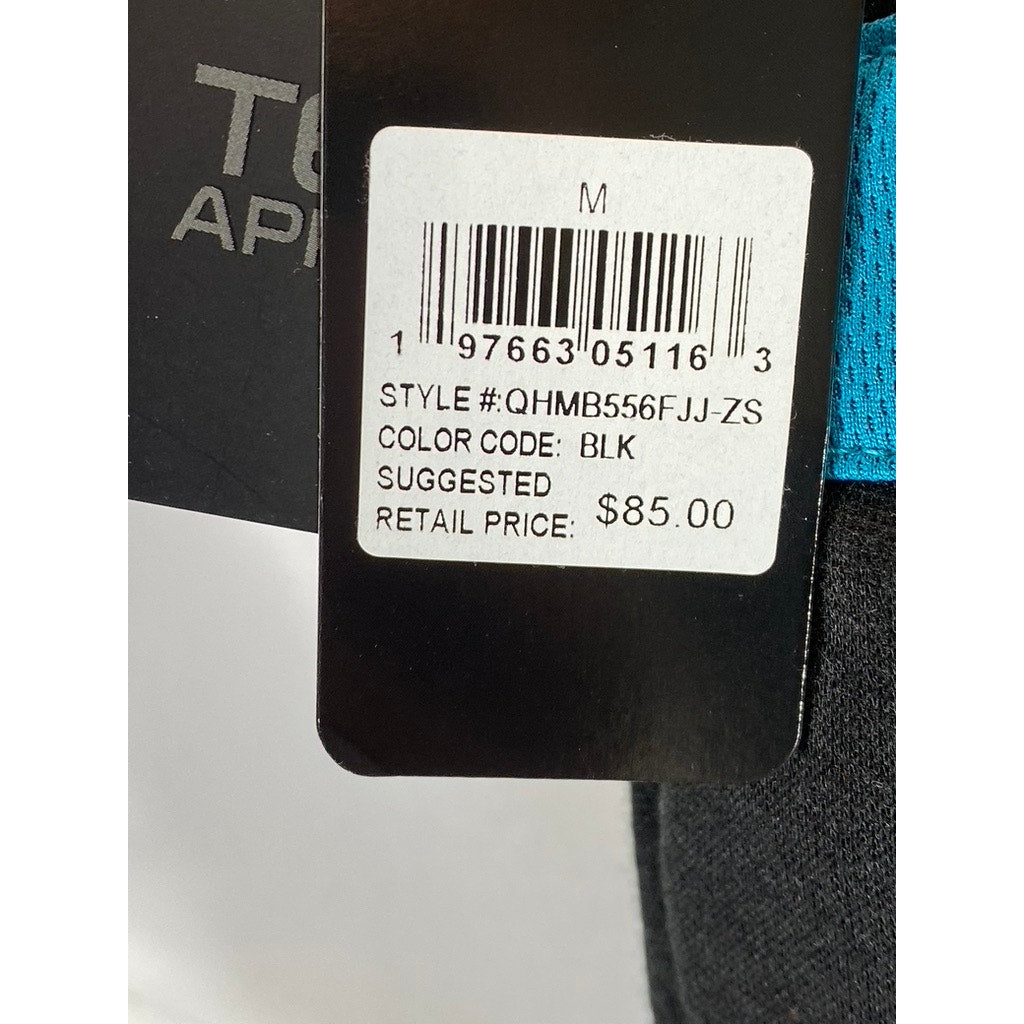 M
1 97663 05116 3
STYLE #:QHMB556FJJ-ZS
COLOR CODE: BLK
SUGGESTED
RETAIL PRICE: $85.00